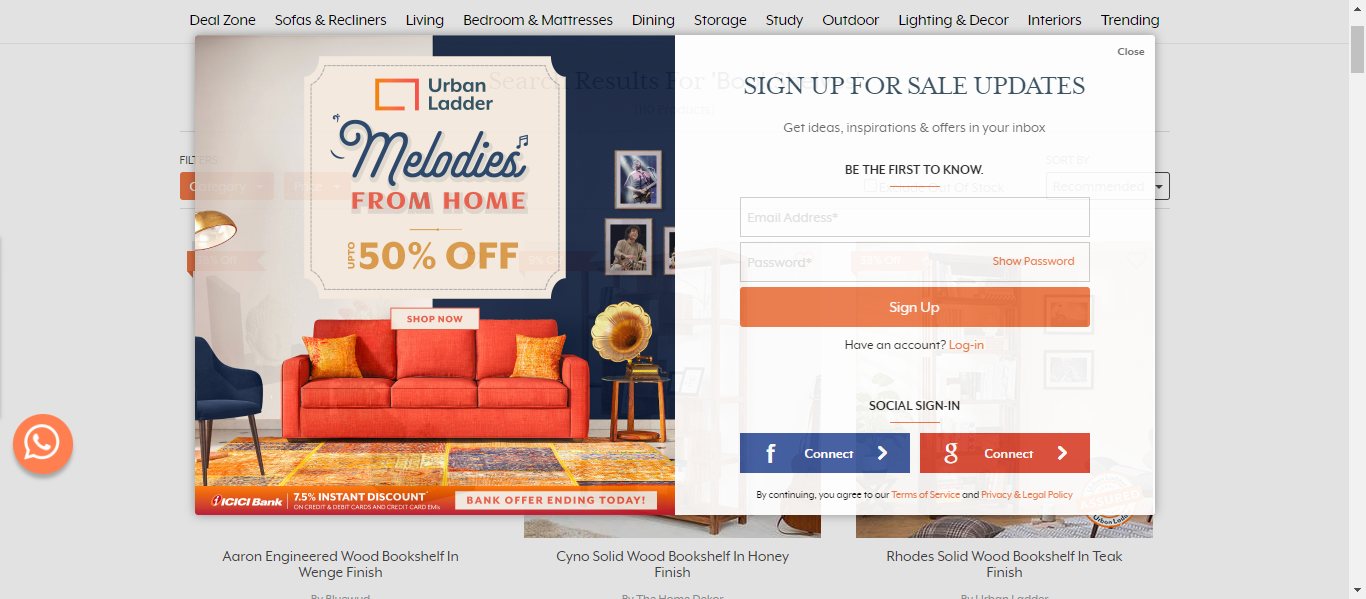 Deal Zone Sofas & Recliners Living Bedroom & Mattresses Dining Storage Study Outdoor Lighting & Decor Interiors Trending
Close
Urban
Ladder
Melodies
FROM HOME
UPTO 50% OFF
SHOP NOW
ICICI Bank 7.5% INSTANT DISCOUNT*
ON CREDIT & DEBIT CARDS AND CREDIT CARD EMIs
BANK OFFER ENDING TODAY!
SIGN UP FOR SALE UPDATES
Get ideas, inspirations & offers in your inbox
BE THE FIRST TO KNOW.
Email Address*
Password*
Show Password
Sign Up
Have an account? Log-in
SOCIAL SIGN-IN
f Connect
g Connect
By continuing, you agree to our Terms of Service and Privacy & Legal Policy
Search Results For
FILTERS
Category
Price
Out Of Stock
SORT BY
Recommended
Aaron Engineered Wood Bookshelf In
Wenge Finish
Cyno Solid Wood Bookshelf In Honey
Finish
Rhodes Solid Wood Bookshelf In Teak
Finish
By Bluewud
By The Home Dekor
By Urban Ladder